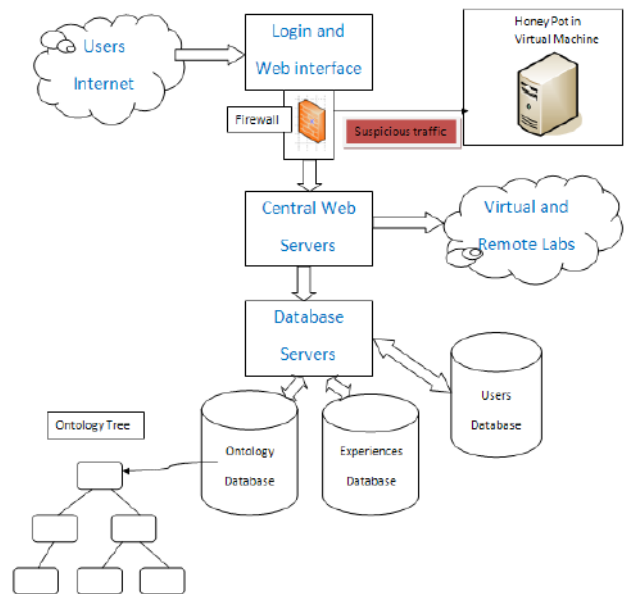 Users
Internet
Login and
Web interface
Honey Pot in
Virtual Machine
Firewall
Suspicious traffic
Central Web
Servers
Virtual and
Remote Labs
Database
Servers
Users
Database
Ontology Tree
Ontology
Database
Experiences
Database